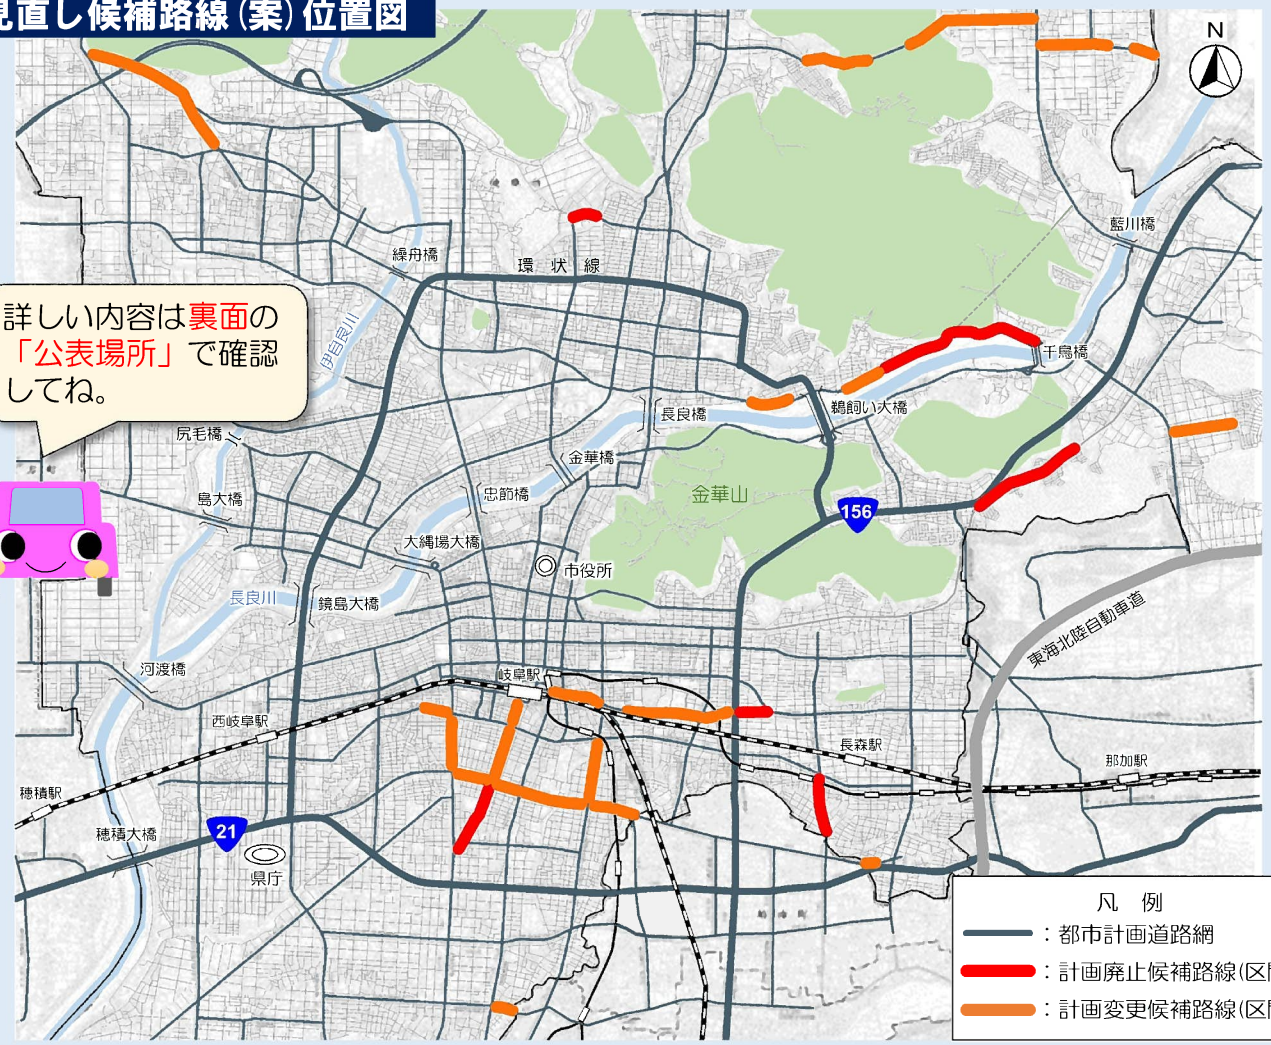 見直し候補路線(案)位置図
N
藍川橋
繰舟橋
環状線
詳しい内容は裏面の
「公表場所」で確認
してね。
伊自良川
千鳥橋
鵜飼い大橋
長良橋
尻毛橋
金華橋
金華山
忠節橋
島大橋
156
大縄場大橋
市役所
長良川
鏡島大橋
東海北陸自動車道
河渡橋
岐阜駅
西岐阜駅
長森駅
那加駅
穂積駅
穂積大橋
21
県庁
凡例
:都市計画道路網
:計画廃止候補路線(区
:計画変更候補路線(区